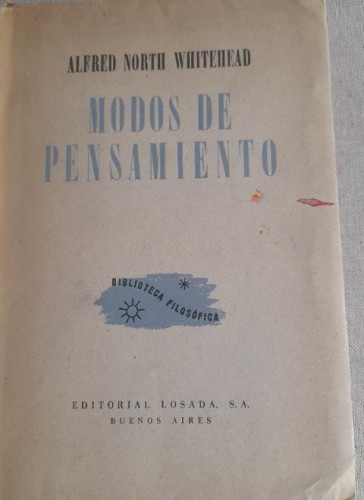 ALFRED NORTH WHITEHEAD
MODOS DE
PENSAMIENTO
BIBLIOTECA FILOSÓFICA
EDITORIAL LOSADA, S.A.
BUENOS AIRES